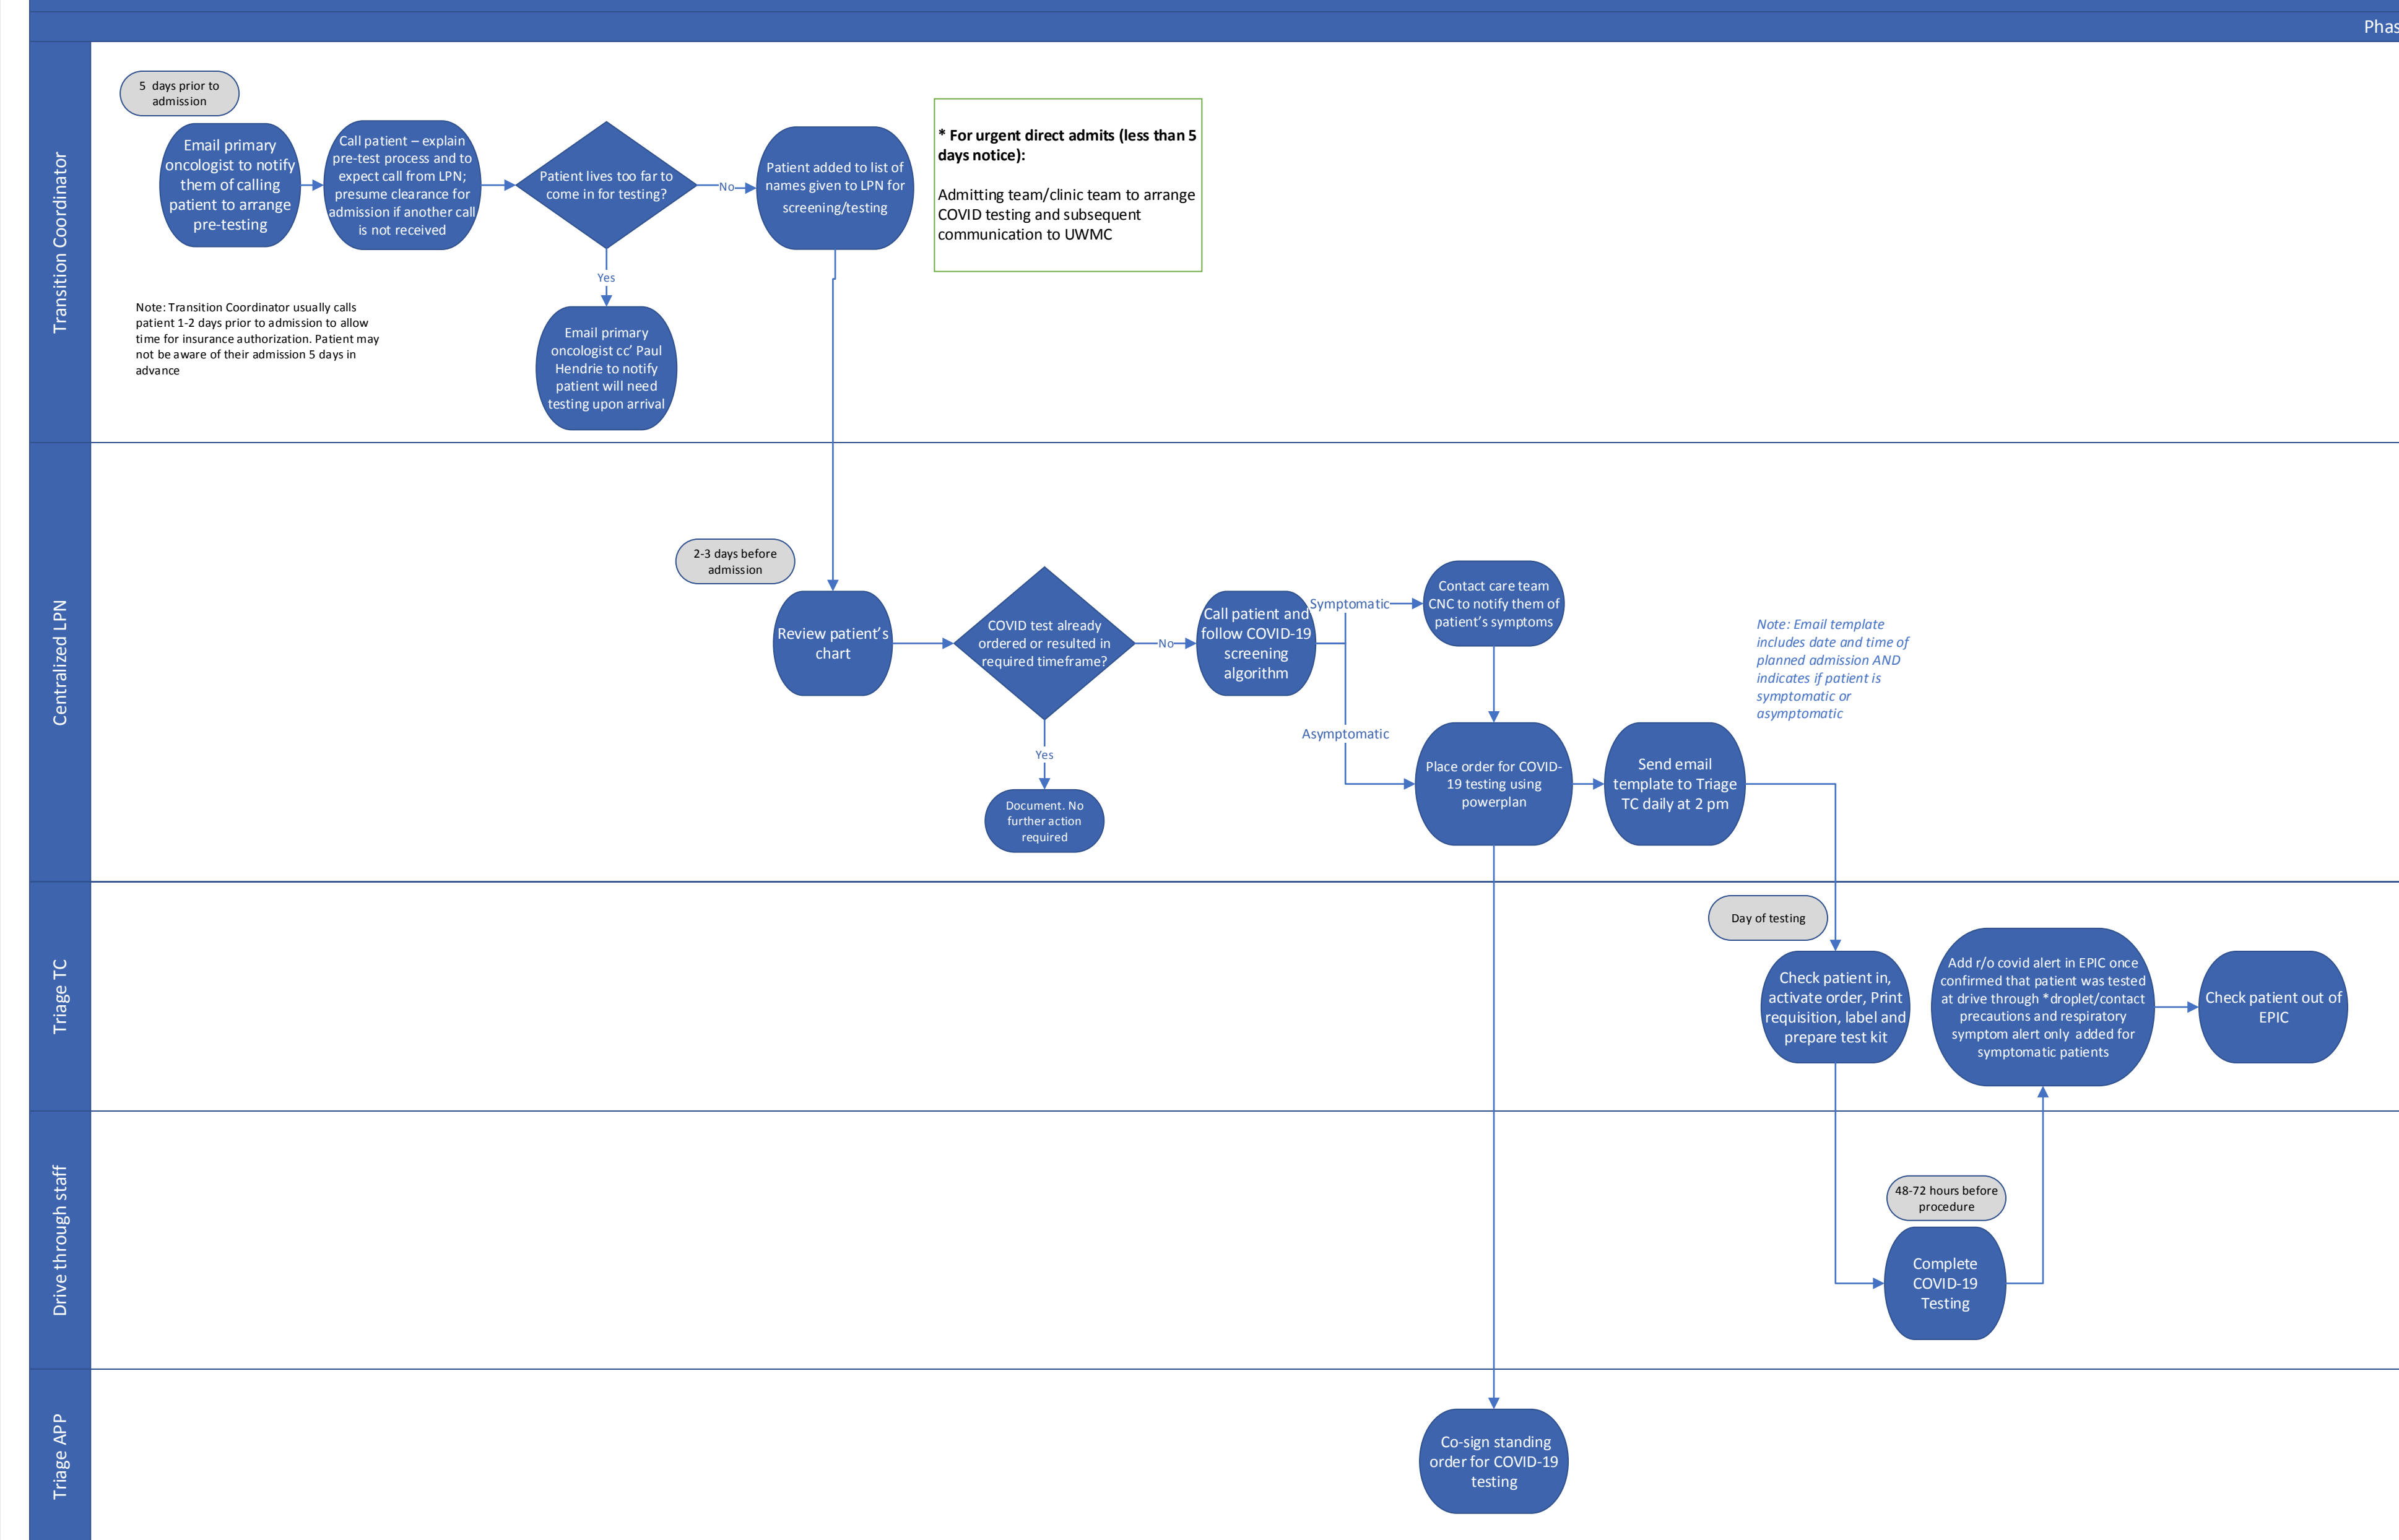 Phas
Transition Coordinator
5  days prior to
admission
Email primary
oncologist to notify
them of calling
patient to arrange
pre-testing
Call patient – explain
pre-test process and to
expect call from LPN;
presume clearance for
admission if another call
is not received
Patient lives too far to
come in for testing?
No
Yes
Patient added to list of
names given to LPN for
screening/testing
* For urgent direct admits (less than 5
days notice):
Admitting team/clinic team to arrange
COVID testing and subsequent
communication to UWMC
Note: Transition Coordinator usually calls
patient 1-2 days prior to admission to allow
time for insurance authorization. Patient may
not be aware of their admission 5 days in
advance
Email primary
oncologist cc’ Paul
Hendrie to notify
patient will need
testing upon arrival
Centralized LPN
2-3 days before
admission
Review patient’s
chart
COVID test already
ordered or resulted in
required timeframe?
No
Yes
Document. No
further action
required
Call patient and
follow COVID-19
screening
algorithm
Symptomatic
Asymptomatic
Contact care team
CNC to notify them of
patient’s symptoms
Place order for COVID-
19 testing using
powerplan
Send email
template to Triage
TC daily at 2 pm
Note: Email template
includes date and time of
planned admission AND
indicates if patient is
symptomatic or
asymptomatic
Triage TC
Day of testing
Check patient in,
activate order, Print
requisition, label and
prepare test kit
Add r/o covid alert in EPIC once
confirmed that patient was tested
at drive through *droplet/contact
precautions and respiratory
symptom alert only  added for
symptomatic patients
Check patient out of
EPIC
Drive through staff
48-72 hours before
procedure
Complete
COVID-19
Testing
Triage APP
Co-sign standing
order for COVID-19
testing